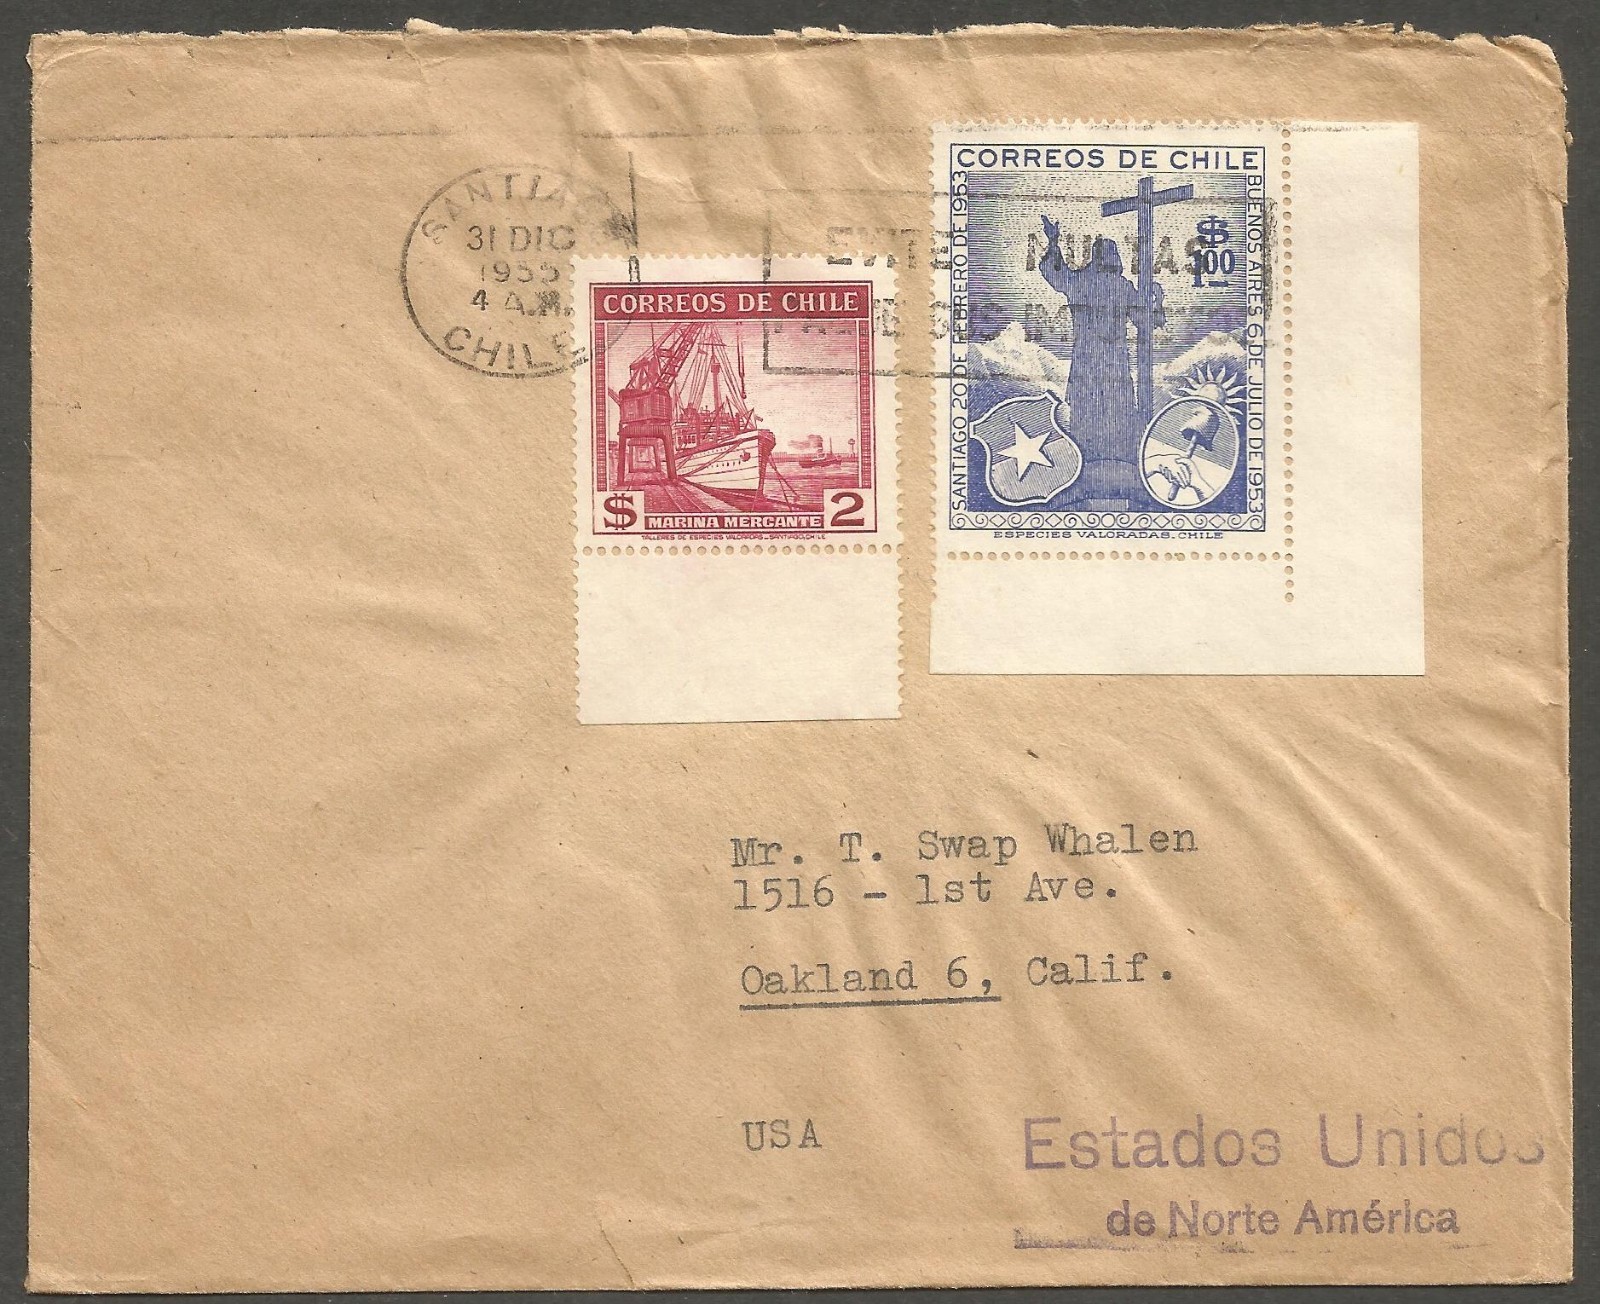 SANTIAGO
31 DIC
1955
4 A.M.
CHILE
EVITE MULTAS
CORREOS DE CHILE
$ 2
MARINA MERCANTE
TALLERES DE ESPECIES VALORADAS-SANTIAGO, CHILE
CORREOS DE CHILE
SANTIAGO 20 DE FEBRERO DE 1953
BUENOS AIRES 6 DE JULIO DE 1953
$ 100
ESPECIES VALORADAS. CHILE
Mr. T. Swap Whalen
1516 - 1st Ave.
Oakland 6, Calif.
USA
Estados Unidos
de Norte América